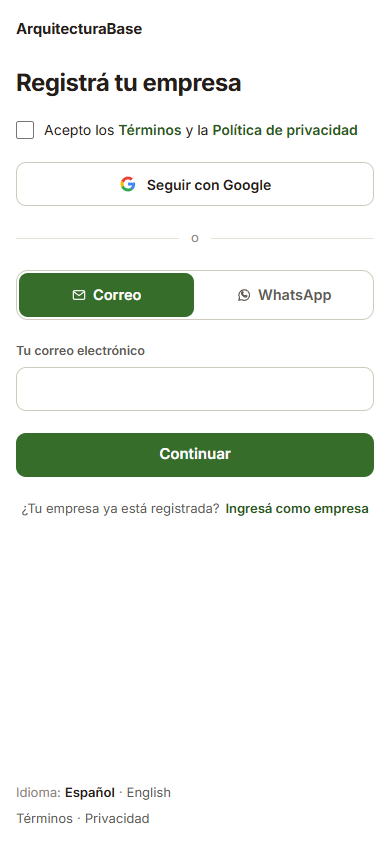 ArquitecturaBase
Registrá tu empresa
Acepto los Términos y la Política de privacidad
Seguir con Google
o
Correo
WhatsApp
Tu correo electrónico
Continuar
¿Tu empresa ya está registrada? Ingresá como empresa
Idioma: Español · English
Términos · Privacidad